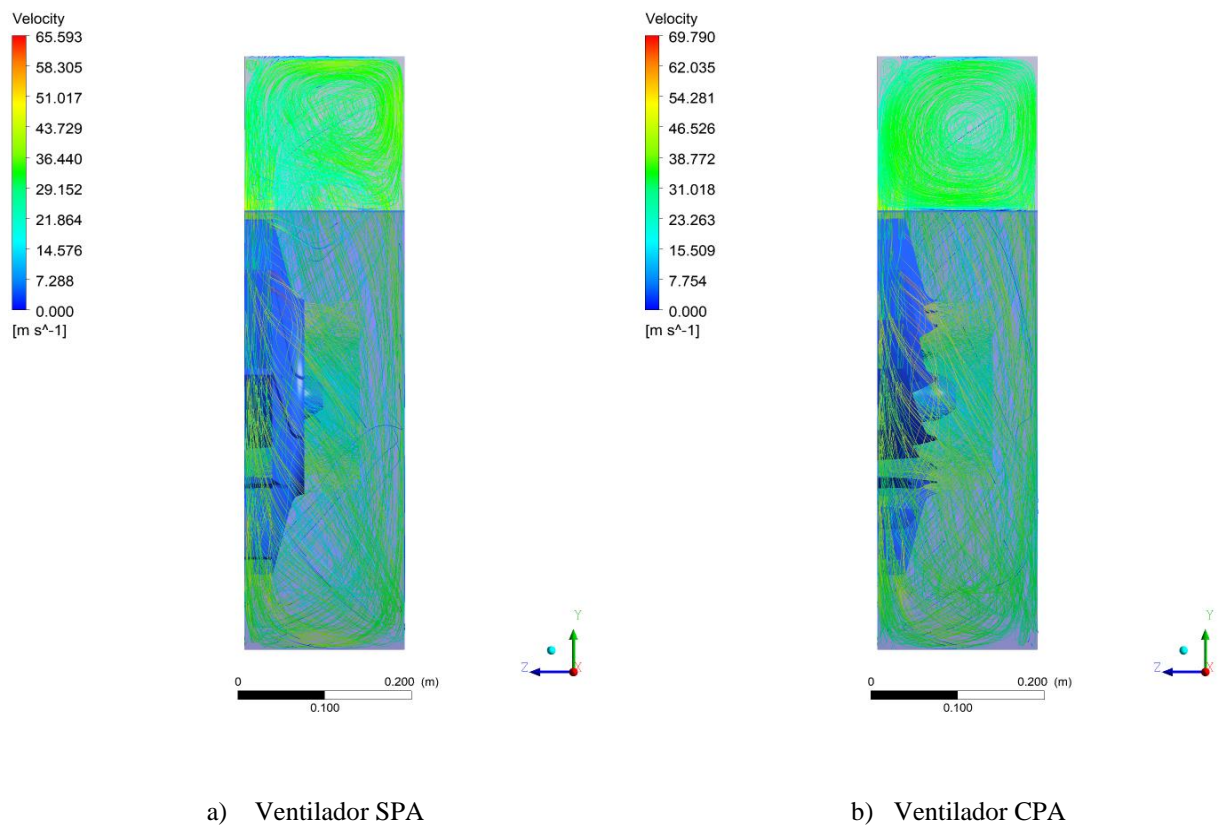 Velocity
65.593
58.305
51.017
43.729
36.440
29.152
21.864
14.576
7.288
0.000
[m s^-1]
Y
Z
X
0
0.200 (m)
0.100
a) Ventilador SPA
Velocity
69.790
62.035
54.281
46.526
38.772
31.018
23.263
15.509
7.754
0.000
[m s^-1]
Y
Z
X
0
0.200 (m)
0.100
b) Ventilador CPA